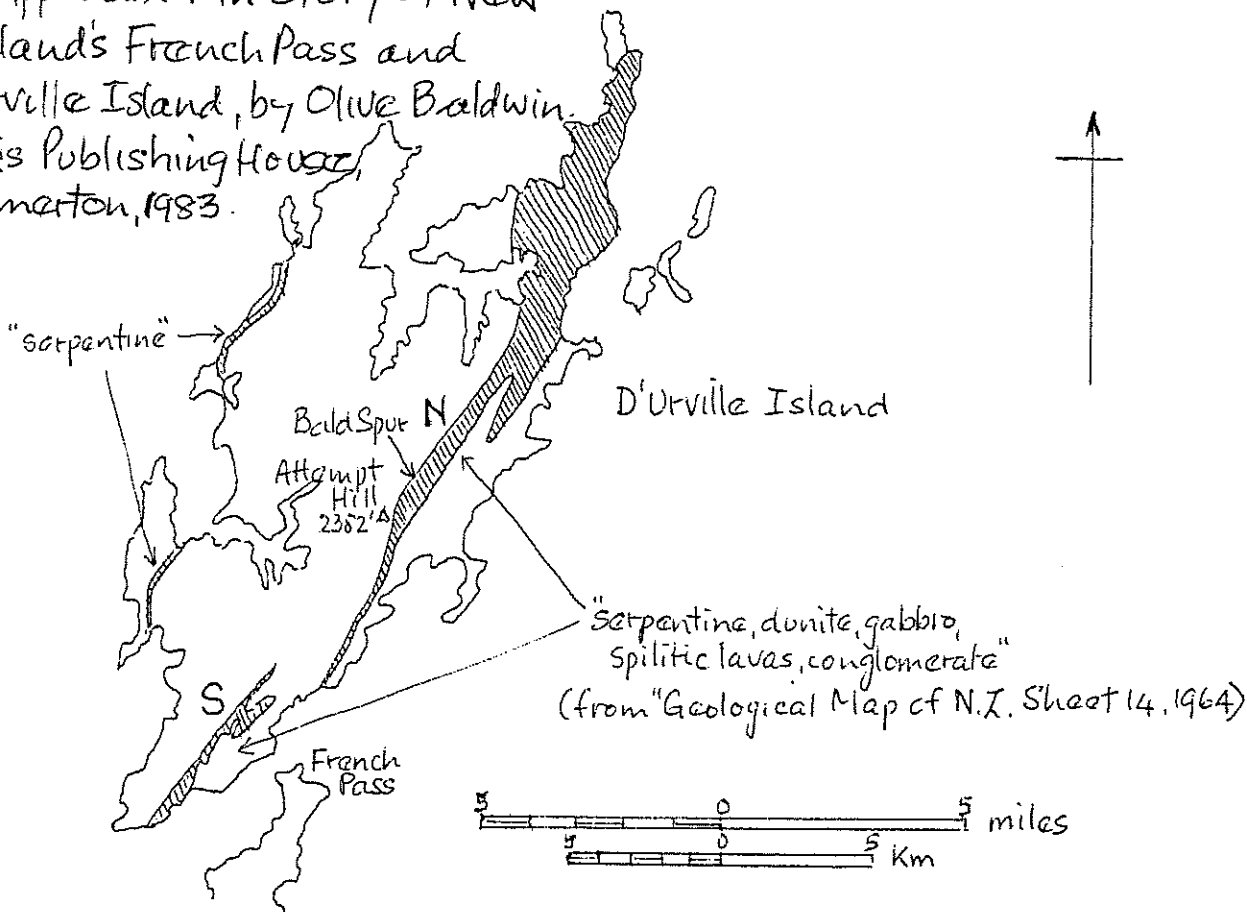 land's French Pass and
ville Island, by Olive Baldwin.
s Publishing House,
merton, 1983.
"serpentine"
D'Urville Island
Bald Spur
N
Attempt
Hill
2352'
"Serpentine, dunite, gabbro,
spilitic lavas, conglomerate"
(from "Geological Map of N.Z. Sheet 14, 1964)
S
French
Pass
5 0 5 miles
5 0 5 Km